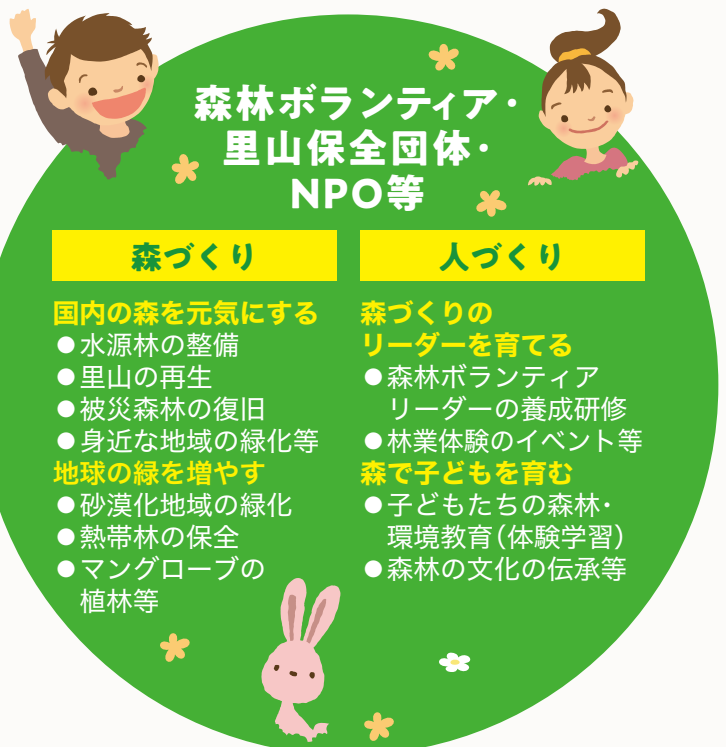 森林ボランティア・
里山保全団体・
NPO等
森づくり
国内の森を元気にする
●水源林の整備
●里山の再生
●被災森林の復旧
●身近な地域の緑化等
地球の緑を増やす
●砂漠化地域の緑化
●熱帯林の保全
●マングローブの
植林等
人づくり
森づくりの
リーダーを育てる
●森林ボランティア
リーダーの養成研修
●林業体験のイベント等
森で子どもを育む
●子どもたちの森林・
環境教育（体験学習）
●森林の文化の伝承等